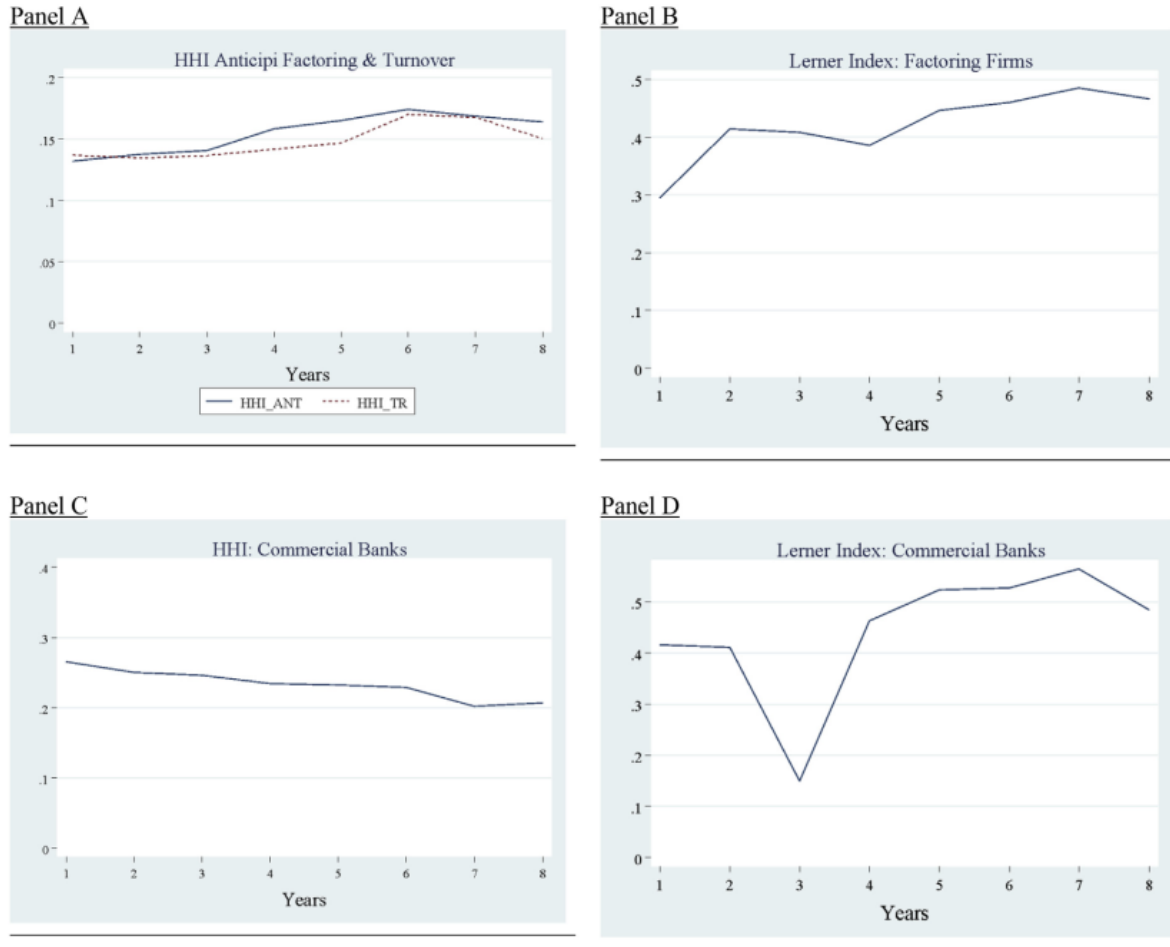 Panel A
HHI Anticipi Factoring & Turnover
.2
.15
.1
.05
0
1 2 3 4 5 6 7 8
Years
HHI_ANT HHI_TR
Panel B
Lerner Index: Factoring Firms
.5
.4
.3
.2
.1
0
1 2 3 4 5 6 7 8
Years
Panel C
HHI: Commercial Banks
.4
.3
.2
.1
0
1 2 3 4 5 6 7 8
Years
Panel D
Lerner Index: Commercial Banks
.5
.4
.3
.2
.1
0
1 2 3 4 5 6 7 8
Years